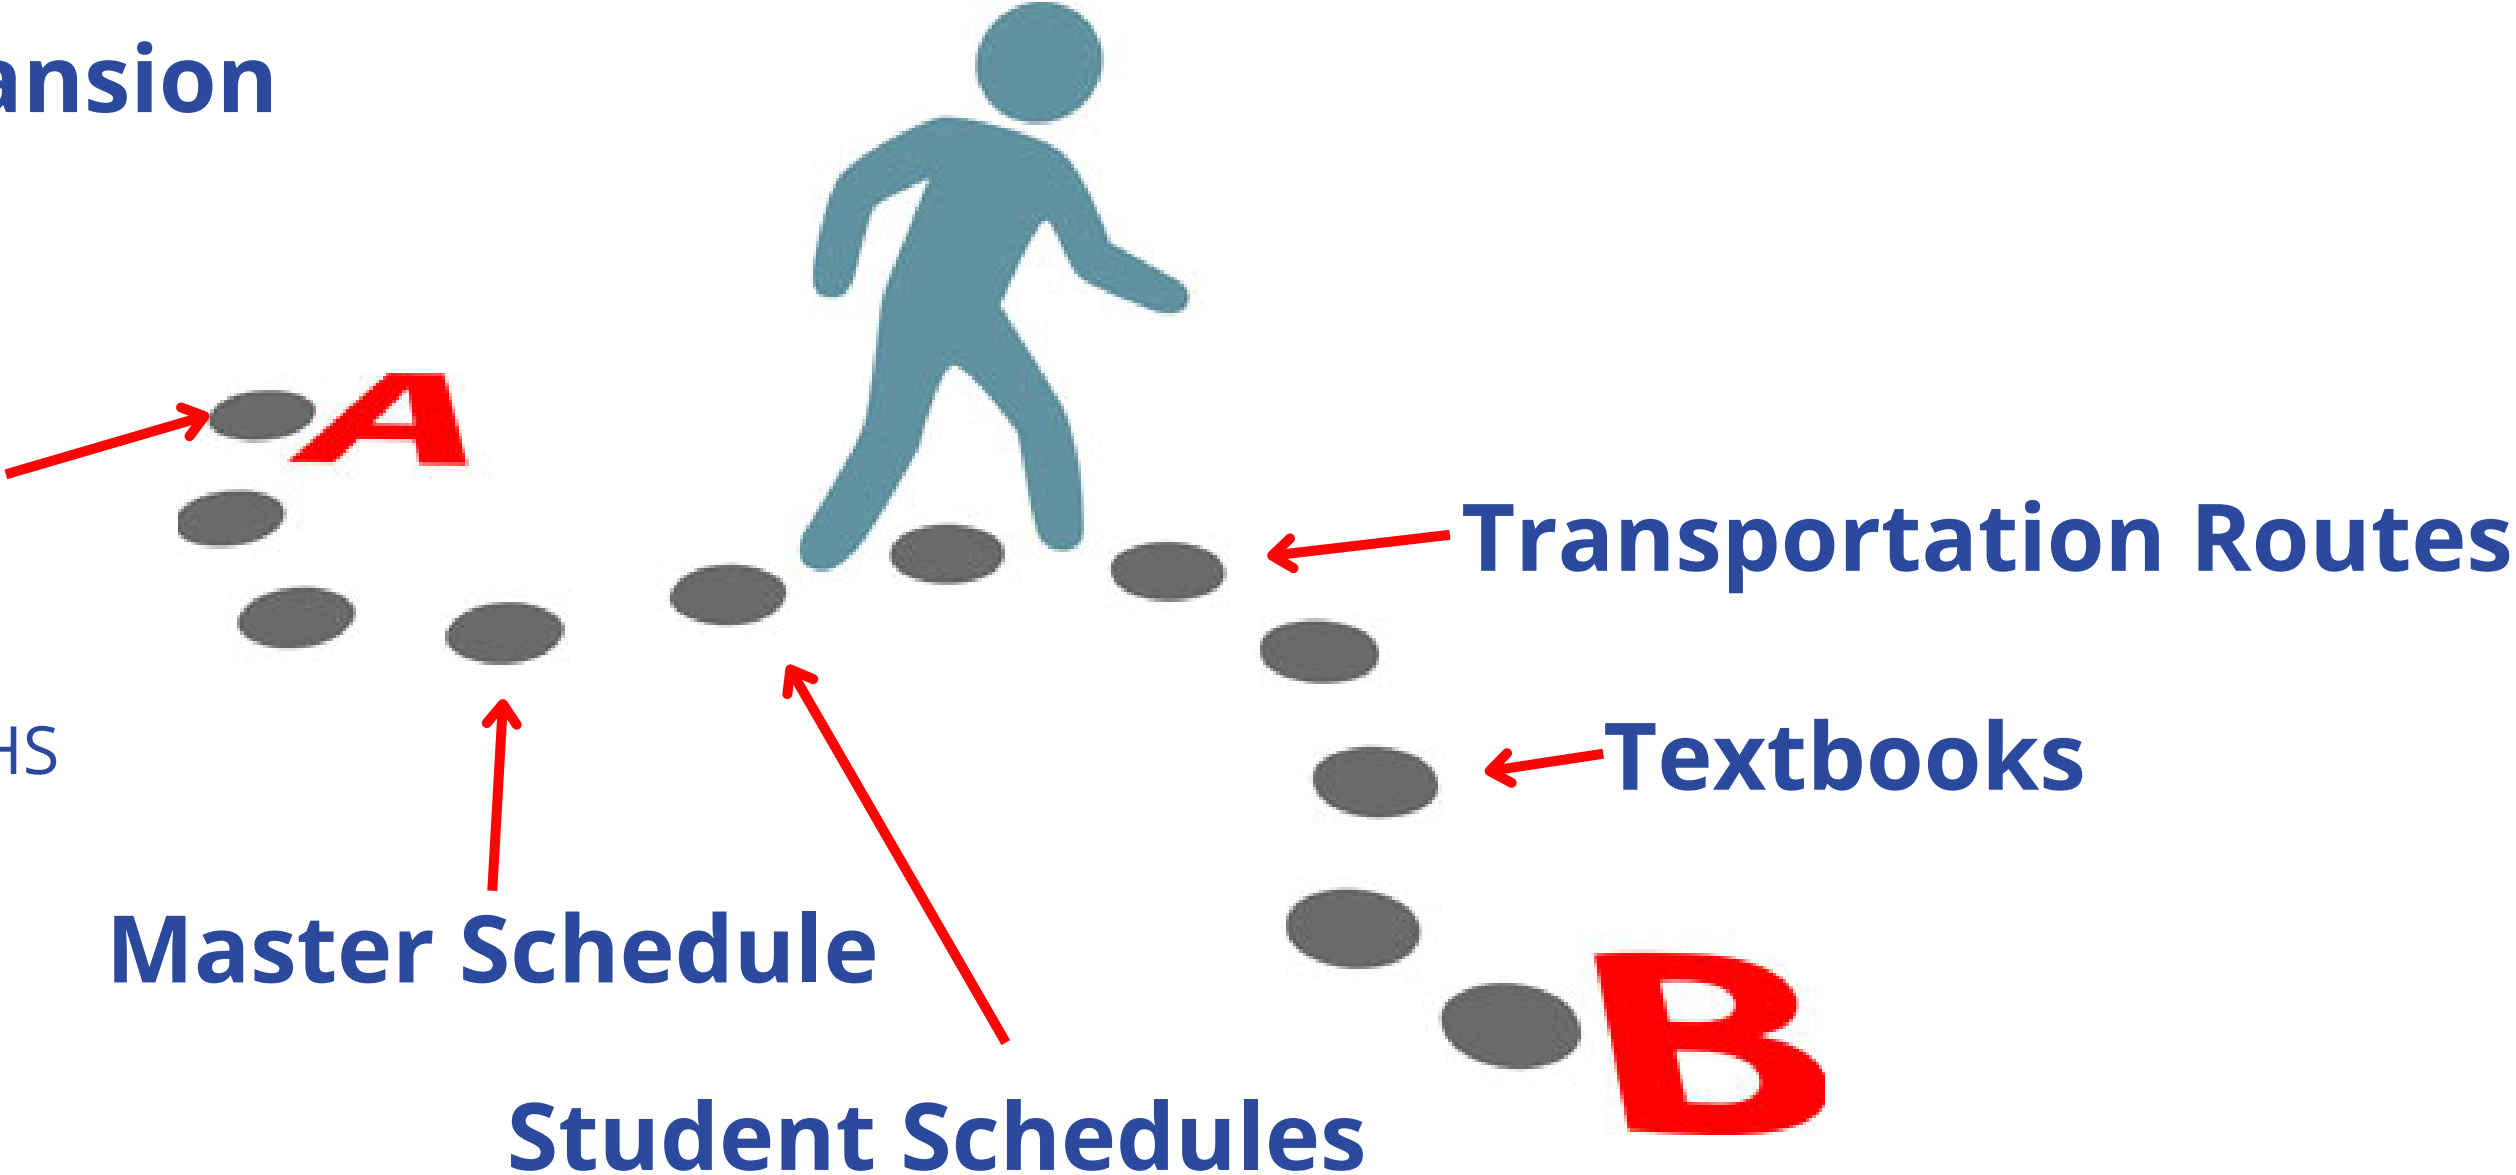 ansion
A
Transportation Routes
HS
Textbooks
Master Schedule
B
Student Schedules